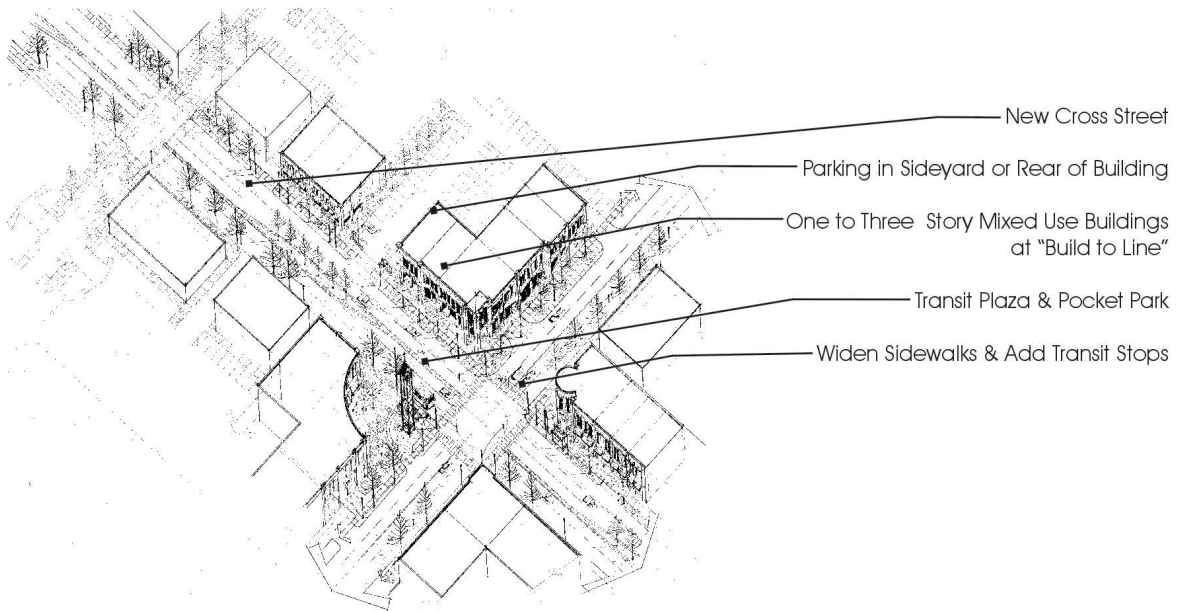 New Cross Street
Parking in Sideyard or Rear of Building
One to Three Story Mixed Use Buildings
at “Build to Line”
Transit Plaza & Pocket Park
Widen Sidewalks & Add Transit Stops